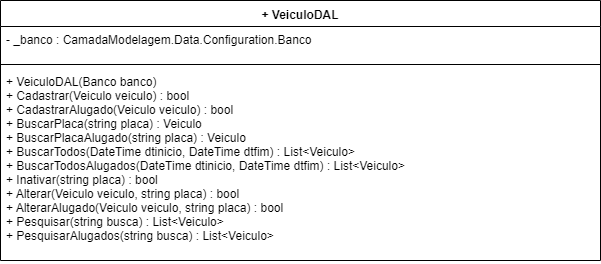 + VeiculoDAL
- _banco : CamadaModelagem.Data.Configuration.Banco
+ VeiculoDAL(Banco banco)
+ Cadastrar(Veiculo veiculo) : bool
+ CadastrarAlugado(Veiculo veiculo) : bool
+ BuscarPlaca(string placa) : Veiculo
+ BuscarPlacaAlugado(string placa) : Veiculo
+ BuscarTodos(DateTime dtinicio, DateTime dtfim) : List<Veiculo>
+ BuscarTodosAlugados(DateTime dtinicio, DateTime dtfim) : List<Veiculo>
+ Inativar(string placa) : bool
+ Alterar(Veiculo veiculo, string placa) : bool
+ AlterarAlugado(Veiculo veiculo, string placa) : bool
+ Pesquisar(string busca) : List<Veiculo>
+ PesquisarAlugados(string busca) : List<Veiculo>